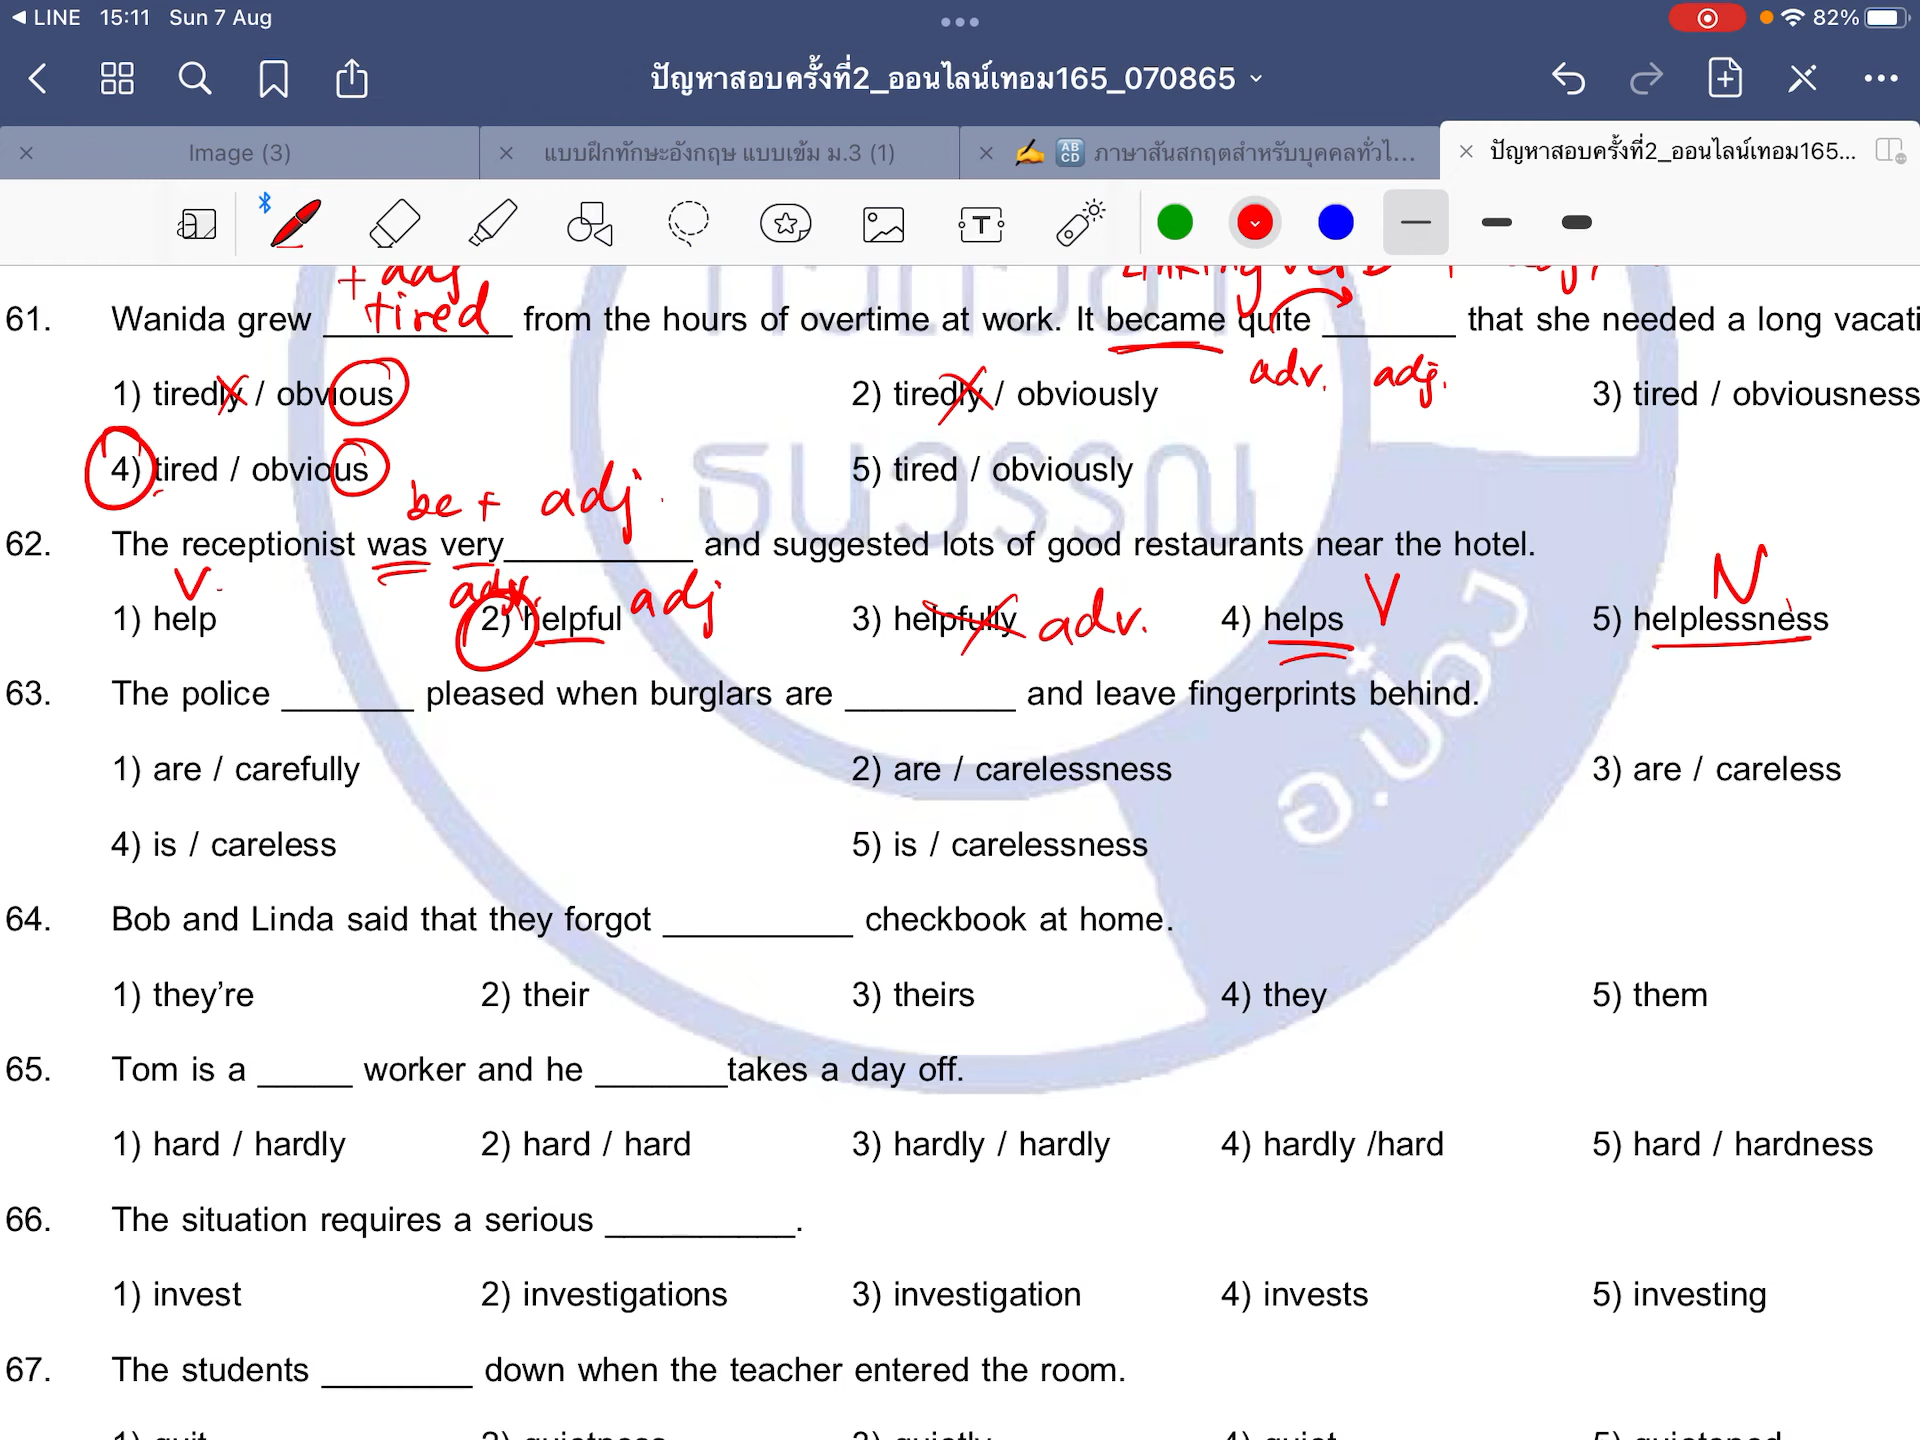 LINE 15:11 Sun 7 Aug 82%
ปัญหาสอบครั้งที่2_ออนไลน์เทอม165_070865
Image (3) แบบฝึกทักษะอังกฤษ แบบเข้ม ม.3 (1) ภาษาสันสกฤตสำหรับบุคคลทั่วไ... ปัญหาสอบครั้งที่2_ออนไลน์เทอม165...
+ adj
61. Wanida grew tired from the hours of overtime at work. It became quite ________ that she needed a long vacati
adv. adj.
1) tiredly / obvious 2) tiredly / obviously 3) tired / obviousness
4) tired / obvious 5) tired / obviously
ธนวรรณ
be + adj.
62. The receptionist was very__________ and suggested lots of good restaurants near the hotel.
V. adv. adj adv. V N
1) help 2) helpful 3) helpfully 4) helps 5) helplessness
63. The police _______ pleased when burglars are _________ and leave fingerprints behind.
1) are / carefully 2) are / carelessness 3) are / careless
อ.ป๋อง
4) is / careless 5) is / carelessness
64. Bob and Linda said that they forgot __________ checkbook at home.
1) they're 2) their 3) theirs 4) they 5) them
65. Tom is a _____ worker and he _______takes a day off.
1) hard / hardly 2) hard / hard 3) hardly / hardly 4) hardly /hard 5) hard / hardness
66. The situation requires a serious __________.
1) invest 2) investigations 3) investigation 4) invests 5) investing
67. The students ________ down when the teacher entered the room.